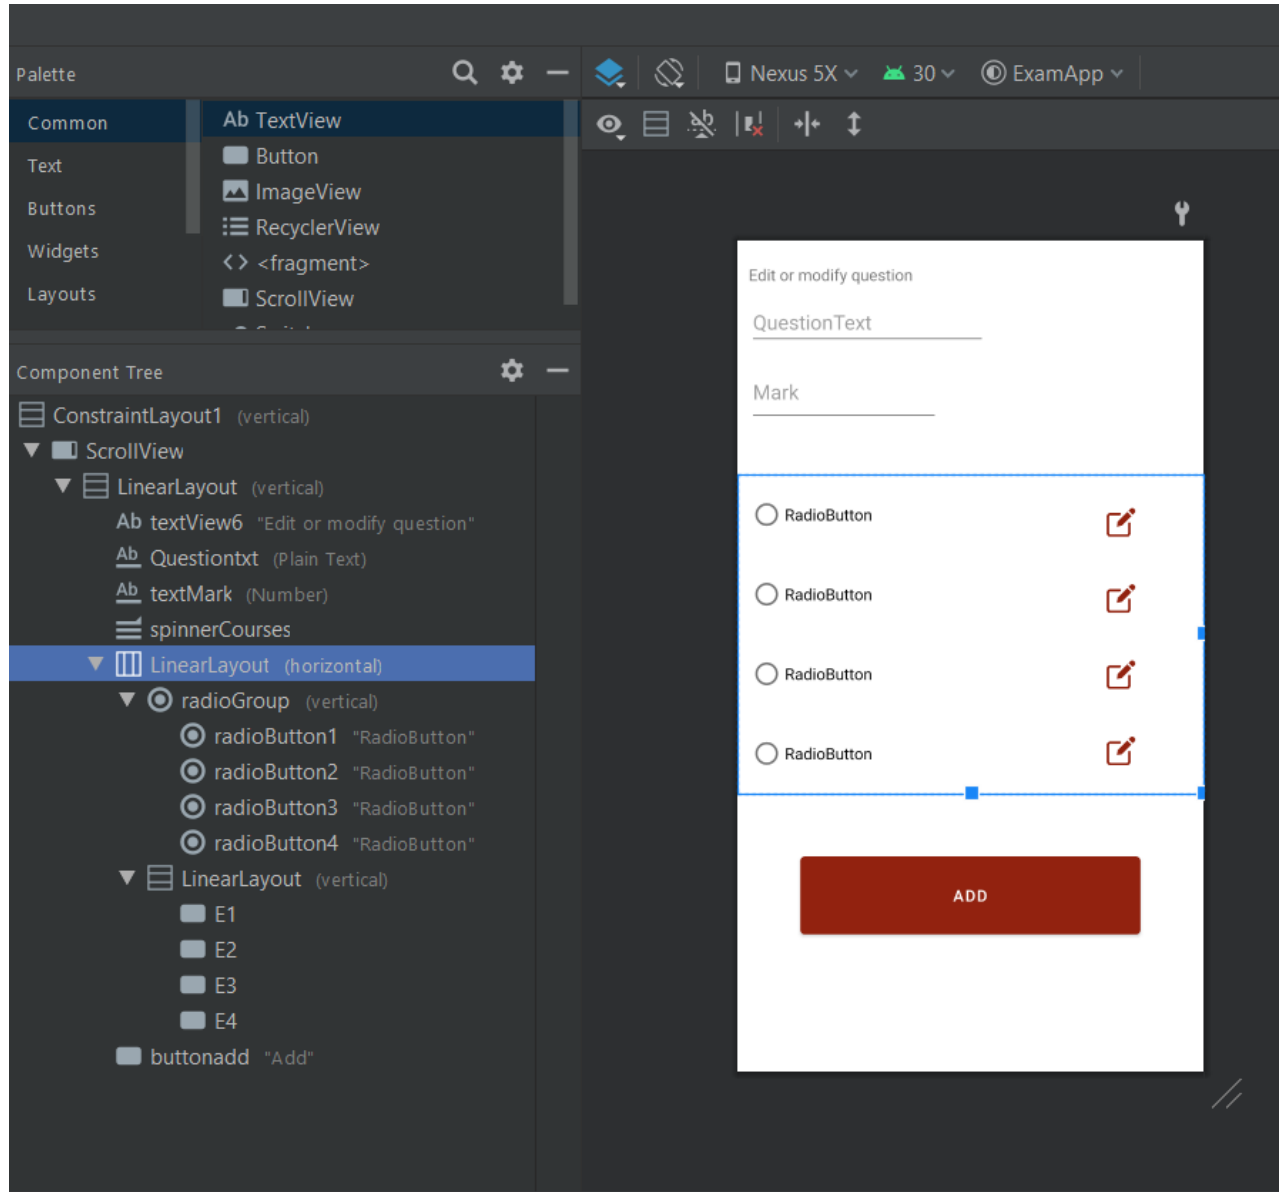 Palette
Nexus 5X
30
ExamApp
Common
Text
Buttons
Widgets
Layouts
Ab TextView
Button
ImageView
RecyclerView
<fragment>
ScrollView
Component Tree
ConstraintLayout1 (vertical)
ScrollView
LinearLayout (vertical)
Ab textView6 "Edit or modify question"
Ab Questiontxt (Plain Text)
Ab textMark (Number)
spinnerCourses
LinearLayout (horizontal)
radioGroup (vertical)
radioButton1 "RadioButton"
radioButton2 "RadioButton"
radioButton3 "RadioButton"
radioButton4 "RadioButton"
LinearLayout (vertical)
E1
E2
E3
E4
buttonadd "Add"
Edit or modify question
QuestionText
Mark
RadioButton
RadioButton
RadioButton
RadioButton
ADD